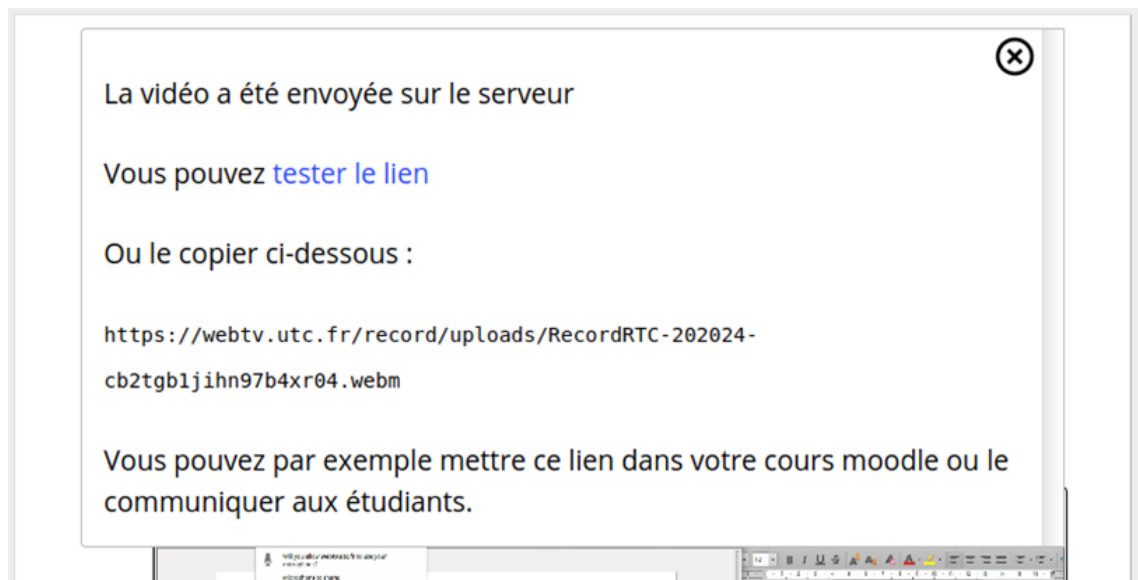 La vidéo a été envoyée sur le serveur
Vous pouvez tester le lien
Ou le copier ci-dessous :
https://webtv.utc.fr/record/uploads/RecordRTC-202024-
cb2tgb1jihn97b4xr04.webm
Vous pouvez par exemple mettre ce lien dans votre cours moodle ou le
communiquer aux étudiants.